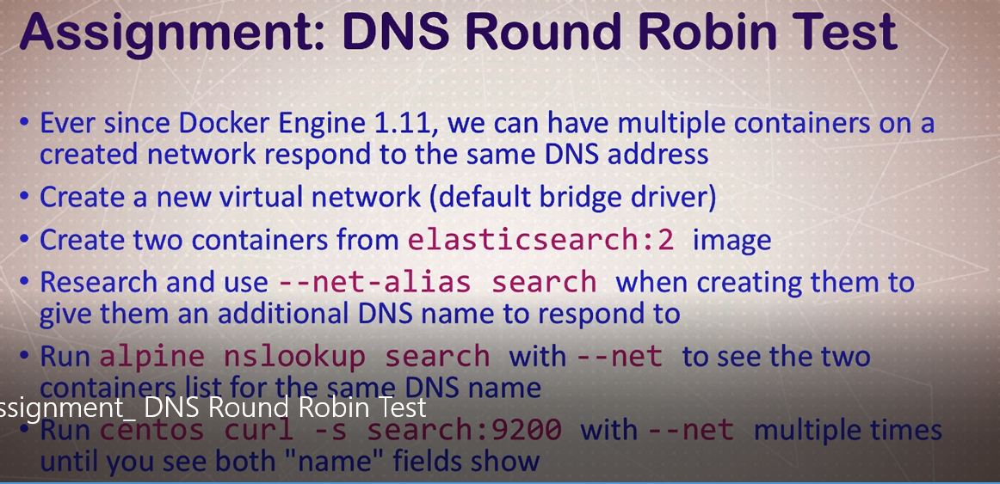 Assignment: DNS Round Robin Test
• Ever since Docker Engine 1.11, we can have multiple containers on a
created network respond to the same DNS address
• Create a new virtual network (default bridge driver)
• Create two containers from elasticsearch:2 image
• Research and use --net-alias search when creating them to
give them an additional DNS name to respond to
• Run alpine nslookup search with --net to see the two
containers list for the same DNS name
ssignment_ DNS Round Robin Test
• Run centos curl -s search:9200 with --net multiple times
until you see both "name" fields show